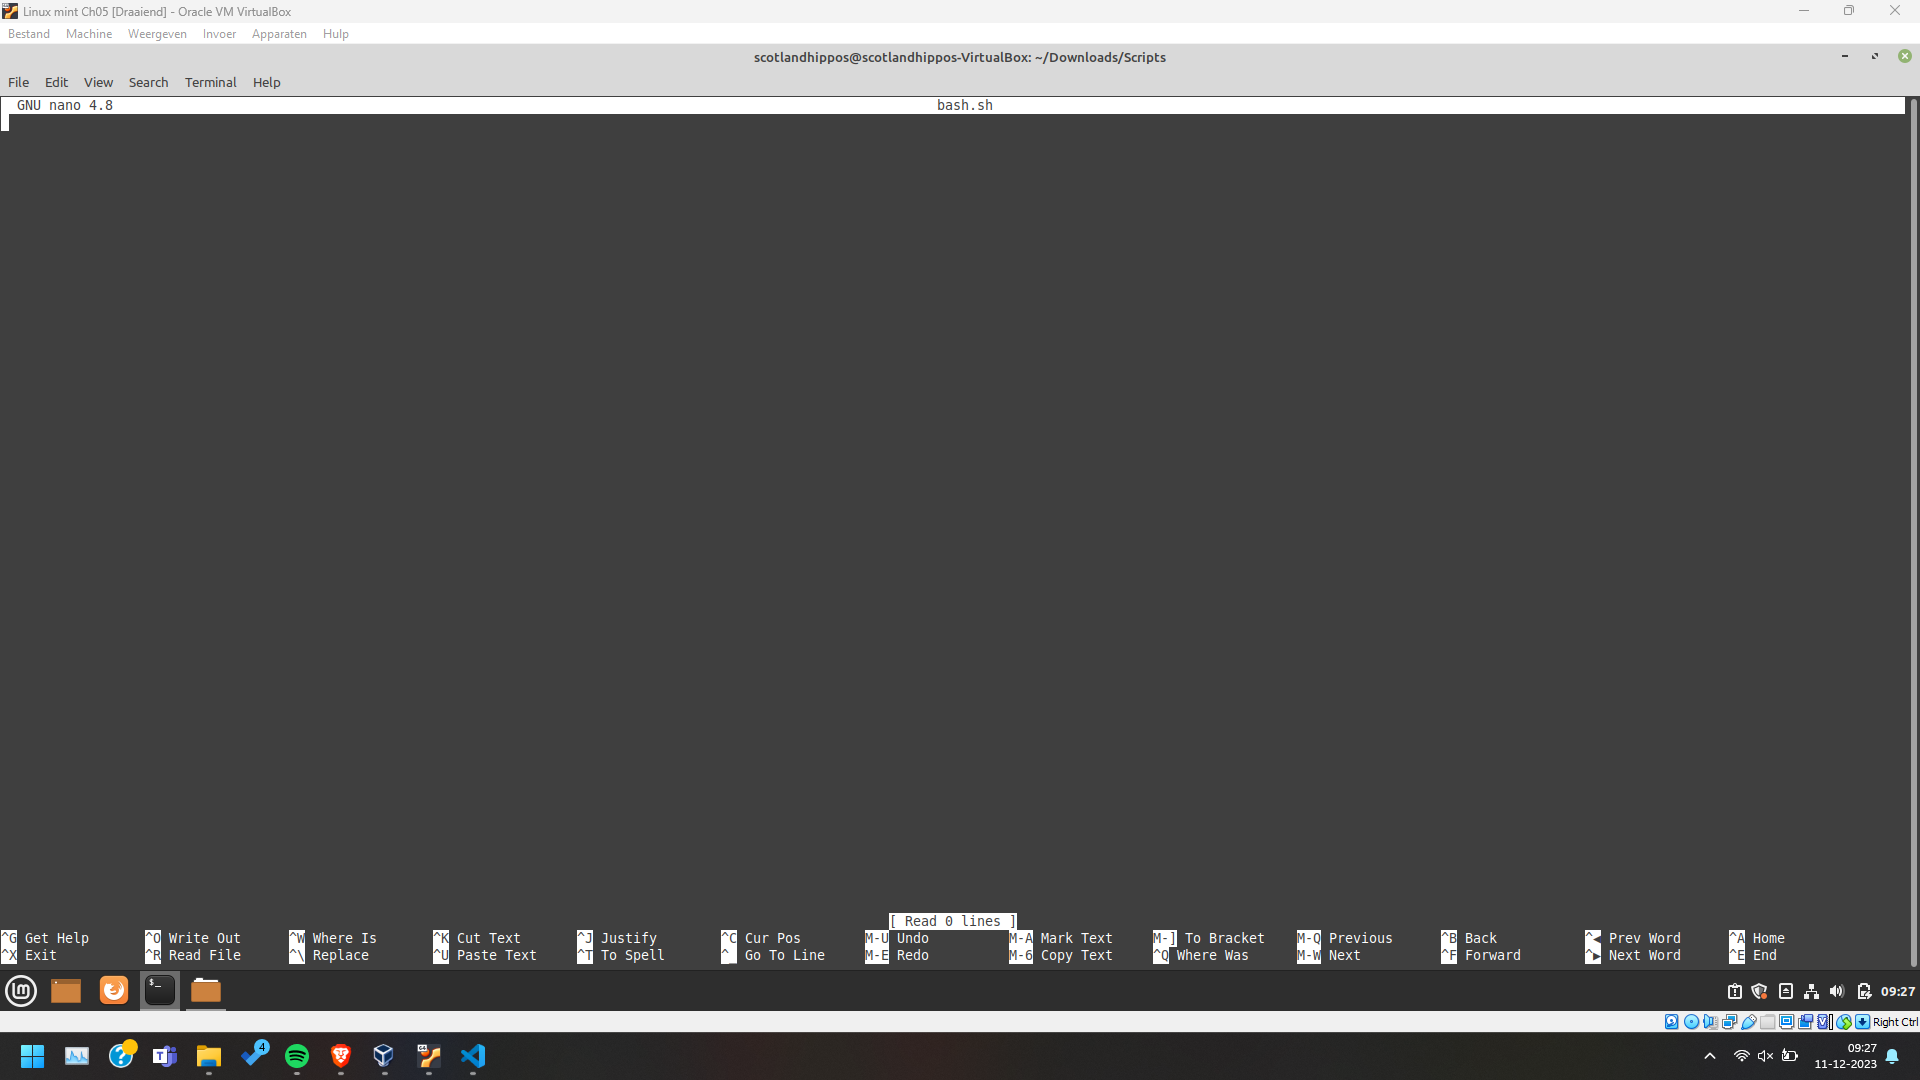 Linux mint Ch05 [Draaiend] - Oracle VM VirtualBox
Bestand Machine Weergeven Invoer Apparaten Hulp
scotlandhippos@scotlandhippos-VirtualBox: ~/Downloads/Scripts
File Edit View Search Terminal Help
GNU nano 4.8 bash.sh
[ Read 0 lines ]
^G Get Help ^O Write Out ^W Where Is ^K Cut Text ^J Justify ^C Cur Pos M-U Undo M-A Mark Text M-] To Bracket M-Q Previous ^B Back ^◀ Prev Word ^A Home
^X Exit ^R Read File ^\ Replace ^U Paste Text ^T To Spell ^_ Go To Line M-E Redo M-6 Copy Text ^Q Where Was M-W Next ^F Forward ^▶ Next Word ^E End
09:27
Right Ctrl
4
09:27
11-12-2023